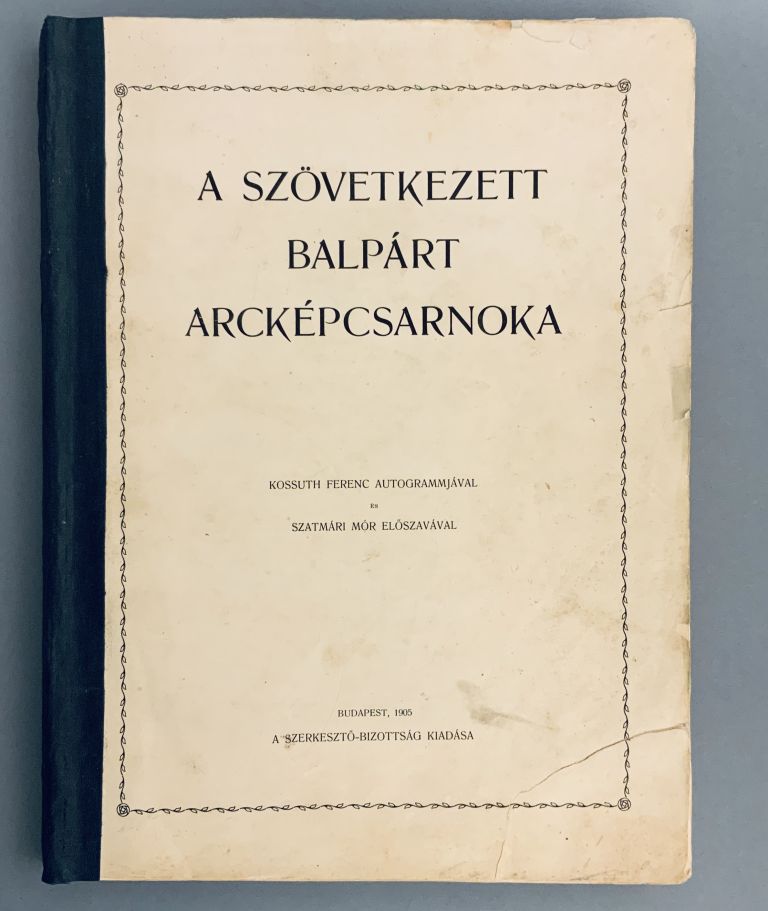 A SZÖVETKEZETT
BALPÁRT
ARCKÉPCSARNOKA
KOSSUTH FERENC AUTOGRAMMJÁVAL
ÉS
SZATMÁRI MÓR ELŐSZAVÁVAL
BUDAPEST, 1905
A SZERKESZTŐ-BIZOTTSÁG KIADÁSA